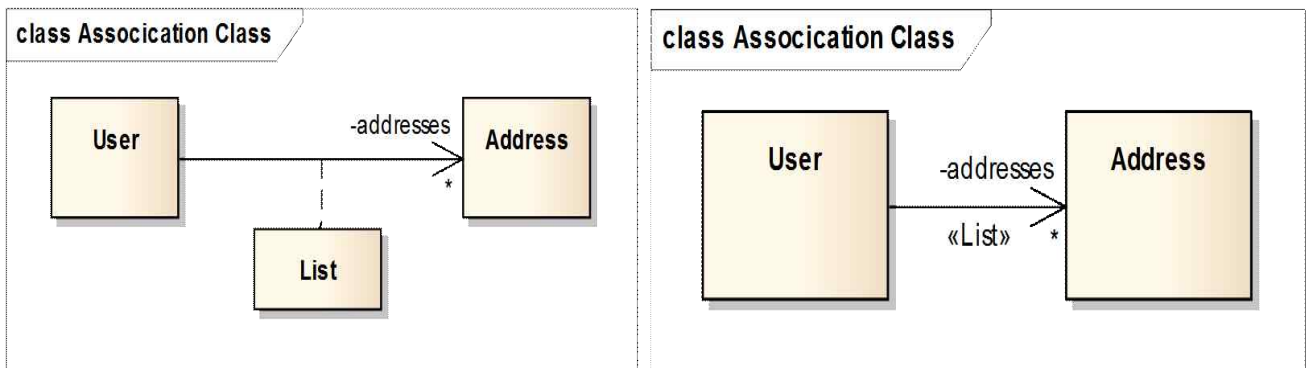 class Assocication Class
User
-addresses
Address
*
List
class Assocication Class
User
-addresses
Address
«List»
*